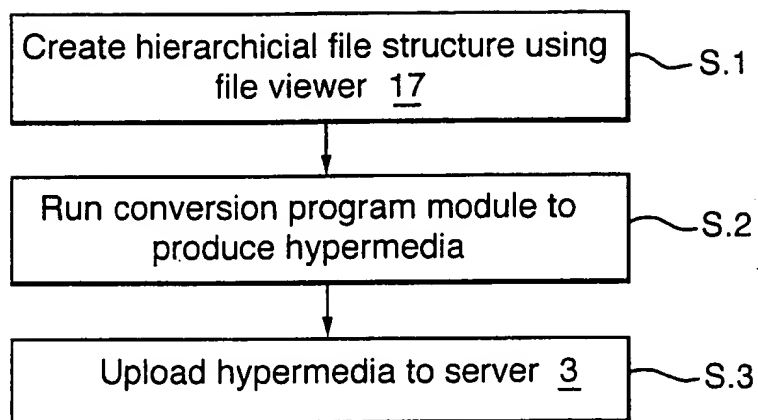 Create hierarchicial file structure using
file viewer 17
S.1
Run conversion program module to
produce hypermedia
S.2
Upload hypermedia to server 3
S.3